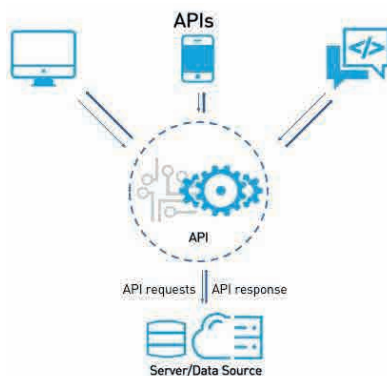 APIs
API
API requests
API response
Server/Data Source